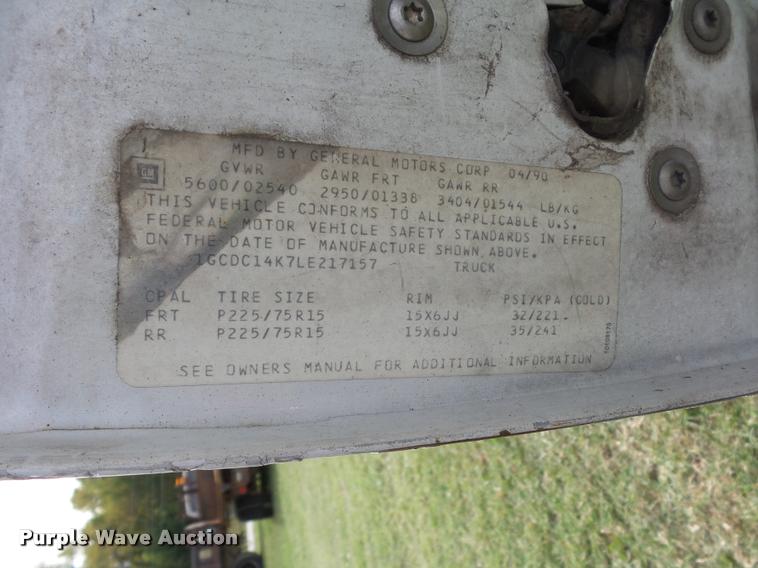 MFD BY GENERAL MOTORS CORP 04/90
GVWR GAWR FRT GAWR RR
GM 5600/02540 2950/01338 3404/01544 LB/KG
THIS VEHICLE CONFORMS TO ALL APPLICABLE U.S.
FEDERAL MOTOR VEHICLE SAFETY STANDARDS IN EFFECT
ON THE DATE OF MANUFACTURE SHOWN ABOVE.
1GCDC14K7LE217157 TRUCK
CPAL TIRE SIZE RIM PSI/KPA (COLD)
FRT P225/75R15 15X6JJ 32/221
RR P225/75R15 15X6JJ 35/241
SEE OWNERS MANUAL FOR ADDITIONAL INFORMATION
Purple Wave Auction